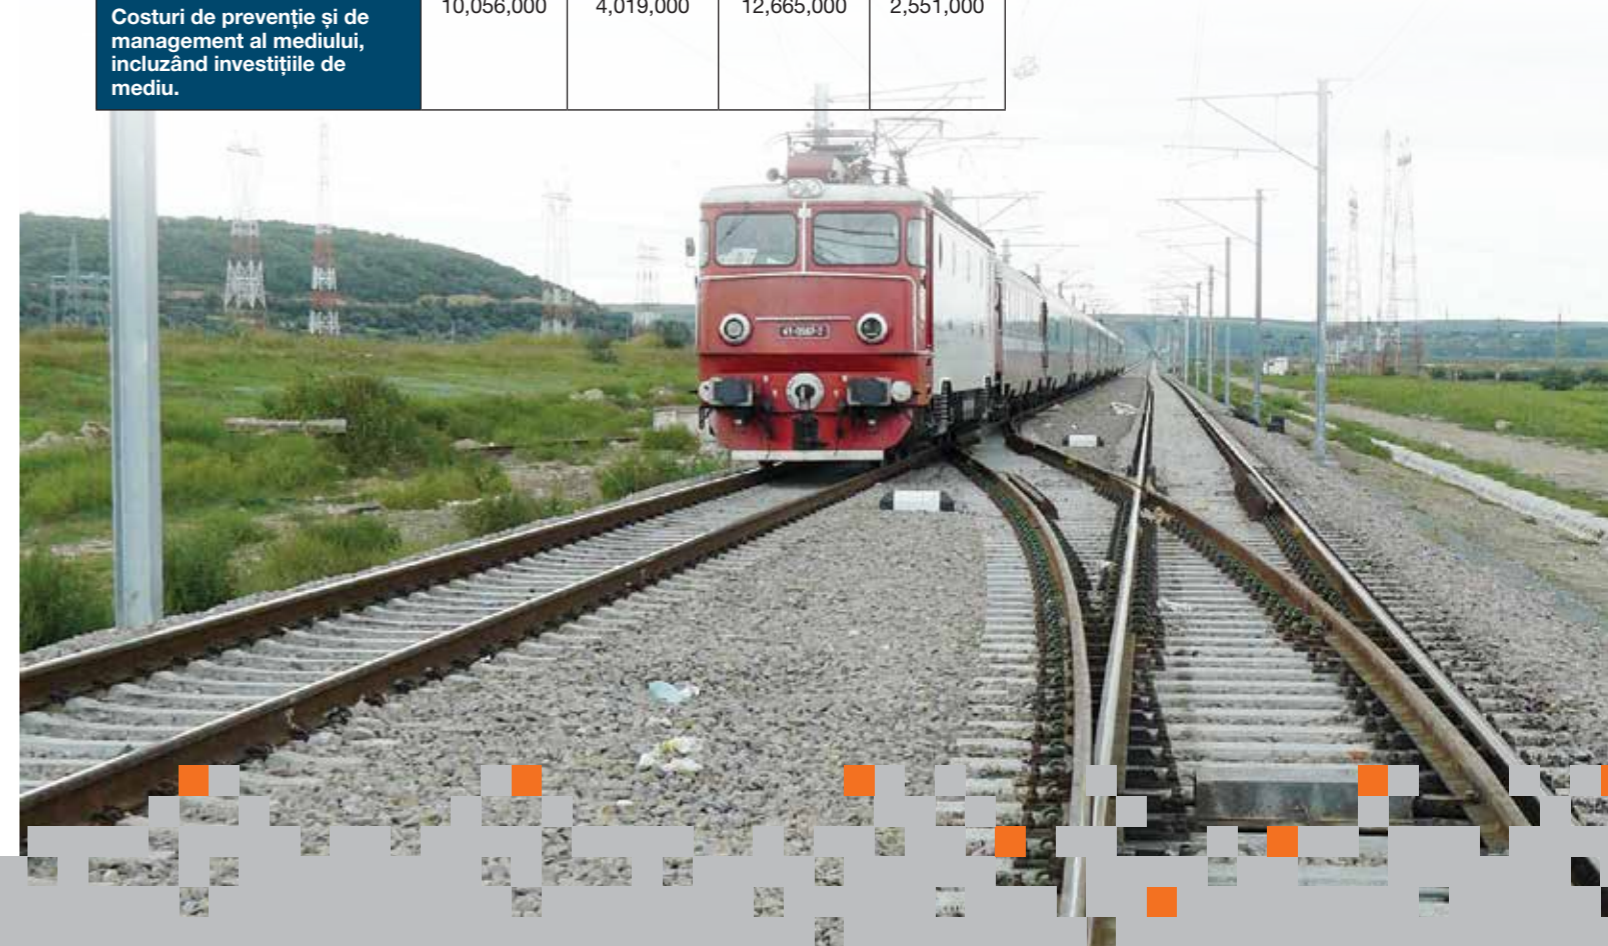 Costuri de prevenție și de
management al mediului,
incluzând investițiile de
mediu.
10,056,000 4,019,000 12,665,000 2,551,000